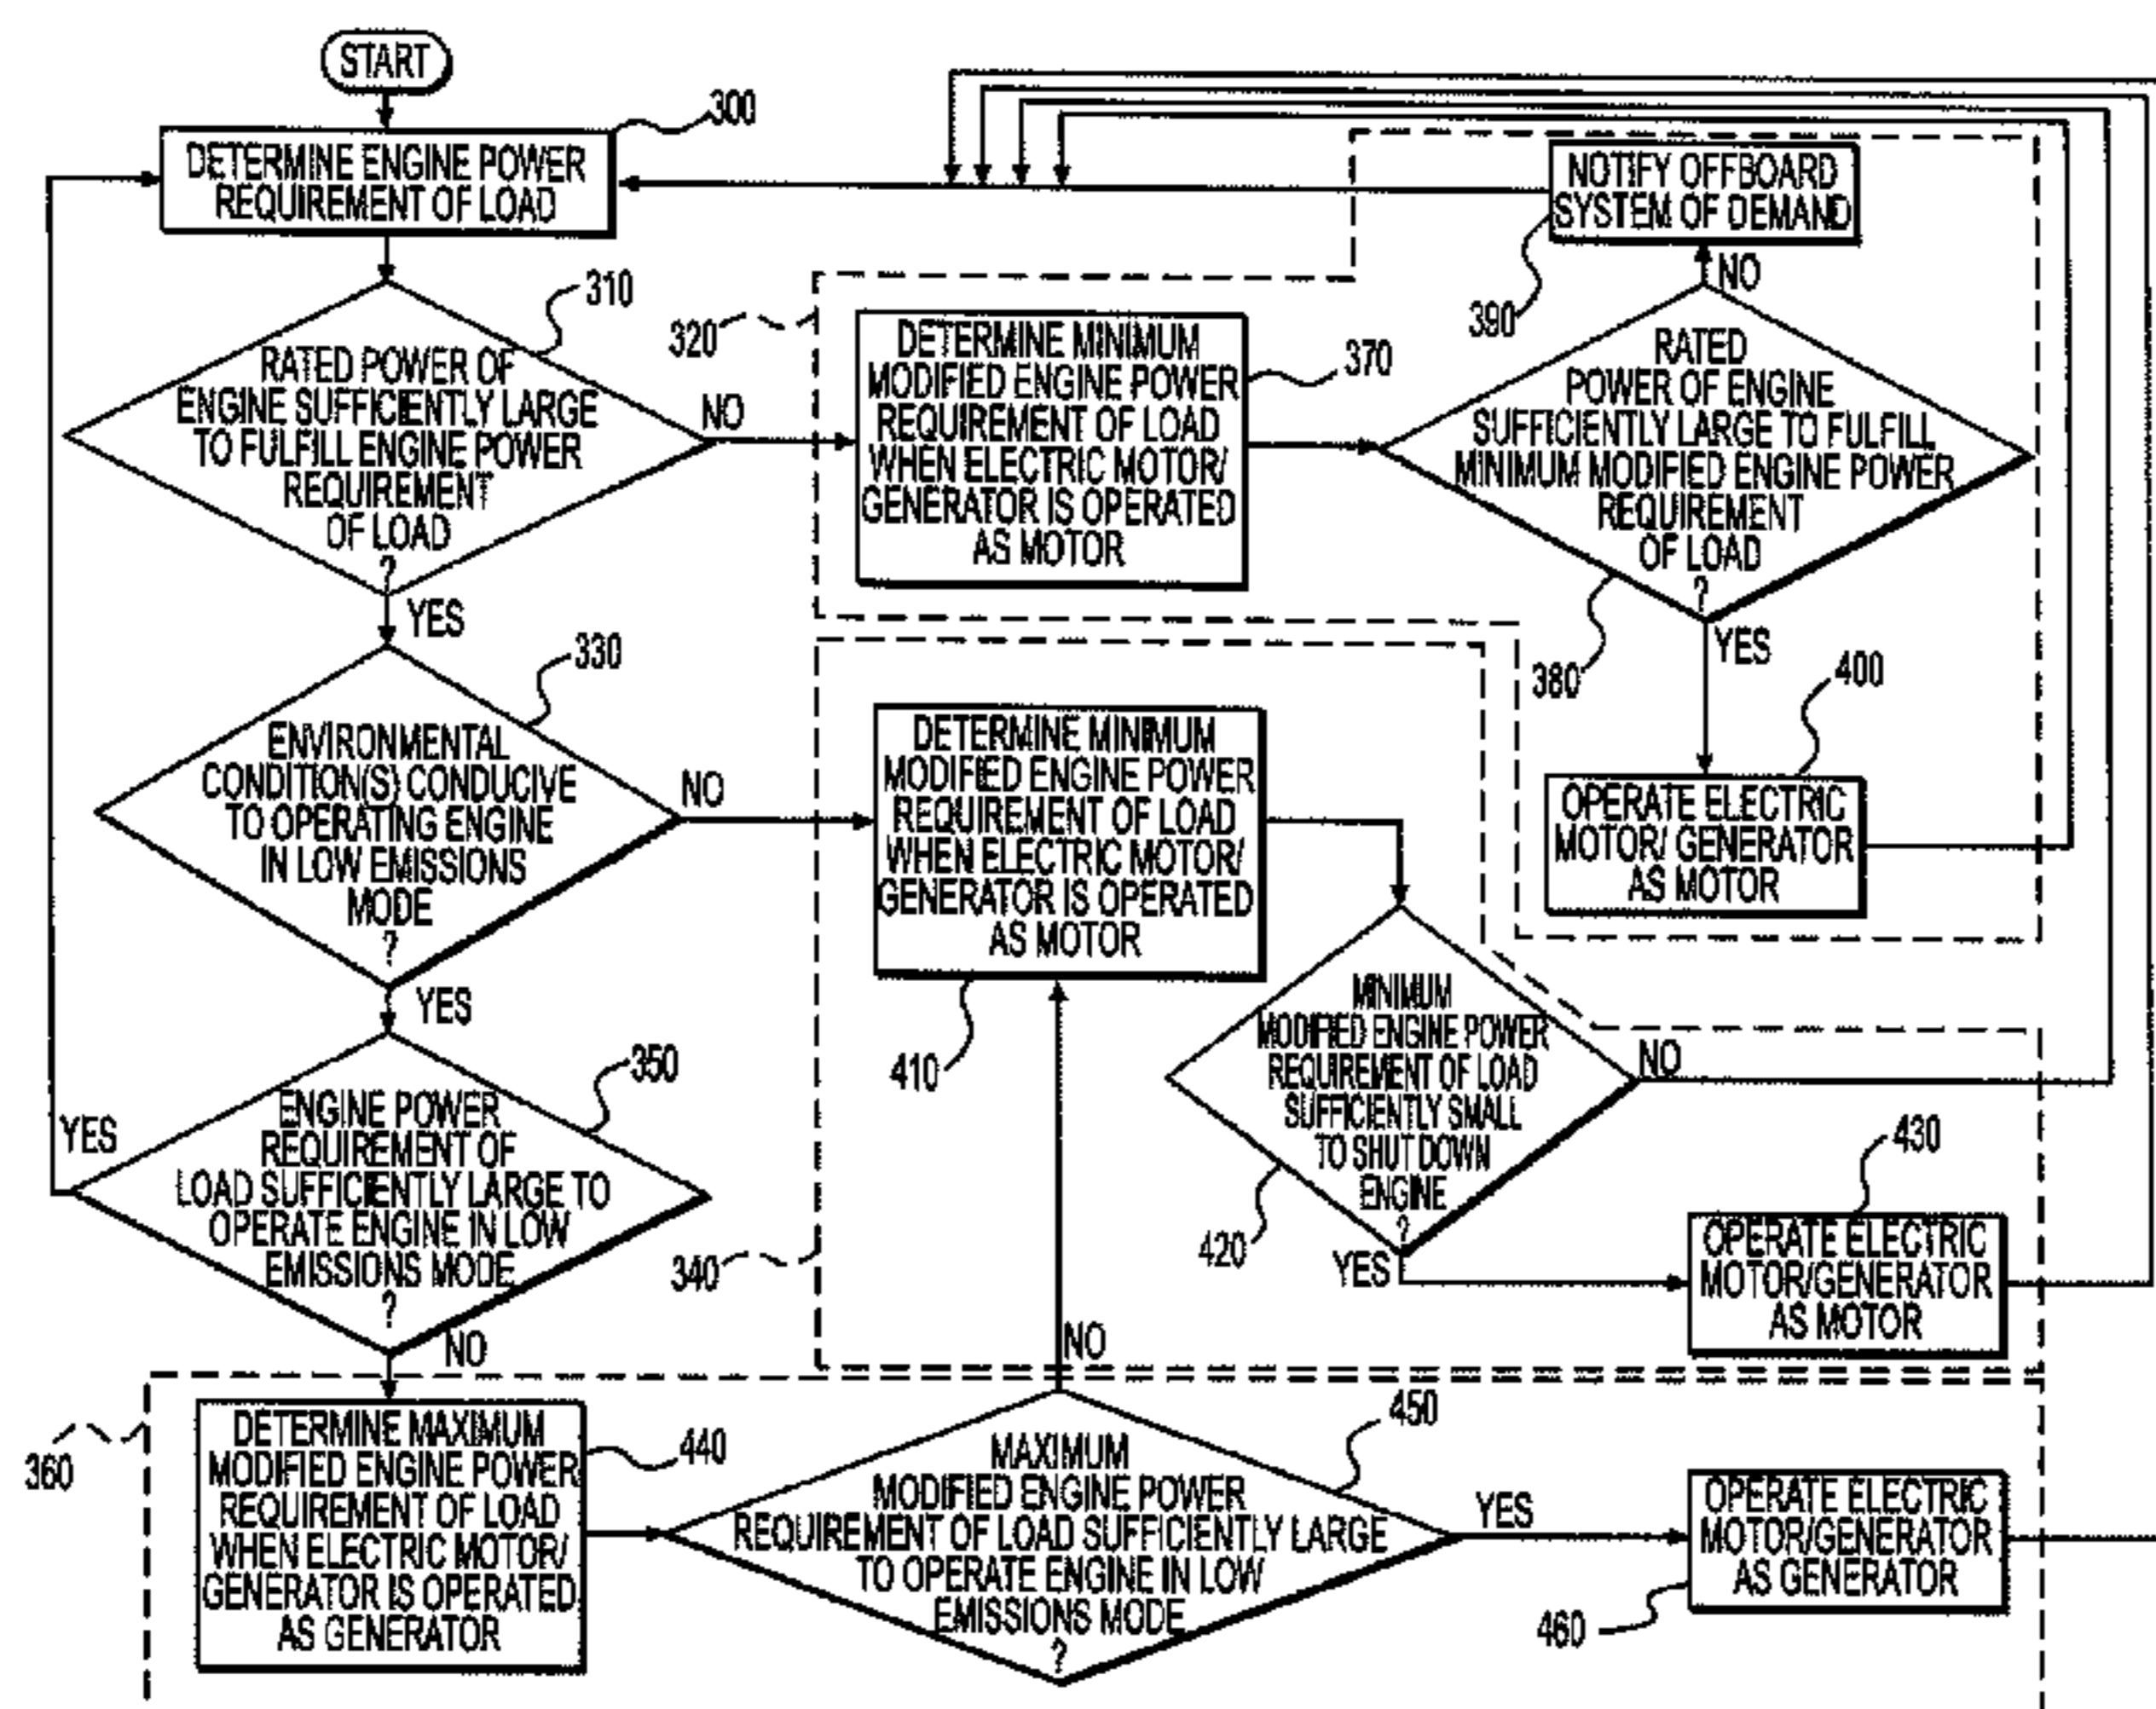 START
300
DETERMINE ENGINE POWER
REQUIREMENT OF LOAD
310
RATED POWER OF
ENGINE SUFFICIENTLY LARGE
TO FULFILL ENGINE POWER
REQUIREMENT
OF LOAD
?
NO
YES
320
DETERMINE MINIMUM
MODIFIED ENGINE POWER
REQUIREMENT OF LOAD
WHEN ELECTRIC MOTOR/
GENERATOR IS OPERATED
AS MOTOR
370
NOTIFY OFFBOARD
SYSTEM OF DEMAND
390
NO
RATED
POWER OF ENGINE
SUFFICIENTLY LARGE TO FULFILL
MINIMUM MODIFIED ENGINE POWER
REQUIREMENT
OF LOAD
?
380
YES
400
OPERATE ELECTRIC
MOTOR/ GENERATOR
AS MOTOR
330
ENVIRONMENTAL
CONDITION(S) CONDUCIVE
TO OPERATING ENGINE
IN LOW EMISSIONS
MODE
?
NO
YES
DETERMINE MINIMUM
MODIFIED ENGINE POWER
REQUIREMENT OF LOAD
WHEN ELECTRIC MOTOR/
GENERATOR IS OPERATED
AS MOTOR
410
MINIMUM
MODIFIED ENGINE POWER
REQUIREMENT OF LOAD
SUFFICIENTLY SMALL
TO SHUT DOWN
ENGINE
?
NO
420
YES
430
OPERATE ELECTRIC
MOTOR/GENERATOR
AS MOTOR
350
YES
ENGINE POWER
REQUIREMENT OF
LOAD SUFFICIENTLY LARGE TO
OPERATE ENGINE IN LOW
EMISSIONS MODE
?
NO
340
360
DETERMINE MAXIMUM
MODIFIED ENGINE POWER
REQUIREMENT OF LOAD
WHEN ELECTRIC MOTOR/
GENERATOR IS OPERATED
AS GENERATOR
440
NO
450
MAXIMUM
MODIFIED ENGINE POWER
REQUIREMENT OF LOAD SUFFICIENTLY LARGE
TO OPERATE ENGINE IN LOW
EMISSIONS MODE
?
YES
OPERATE ELECTRIC
MOTOR/GENERATOR
AS GENERATOR
460